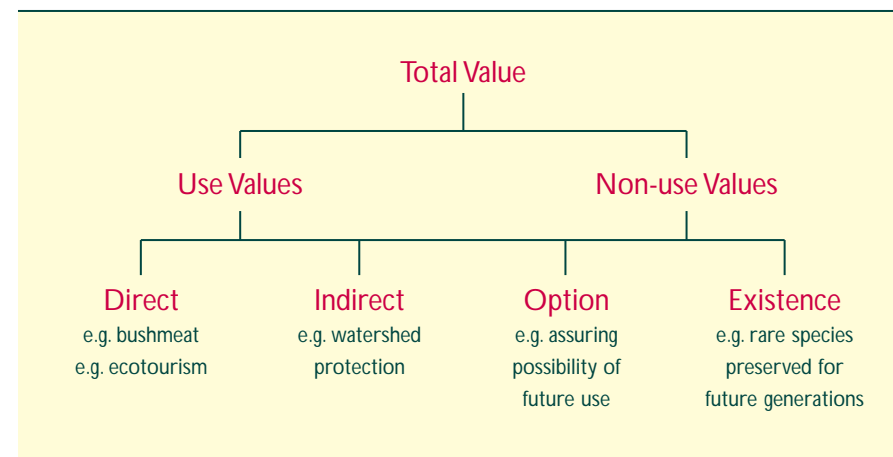 Total Value
Use Values
Non-use Values
Direct
e.g. bushmeat
e.g. ecotourism
Indirect
e.g. watershed
protection
Option
e.g. assuring
possibility of
future use
Existence
e.g. rare species
preserved for
future generations